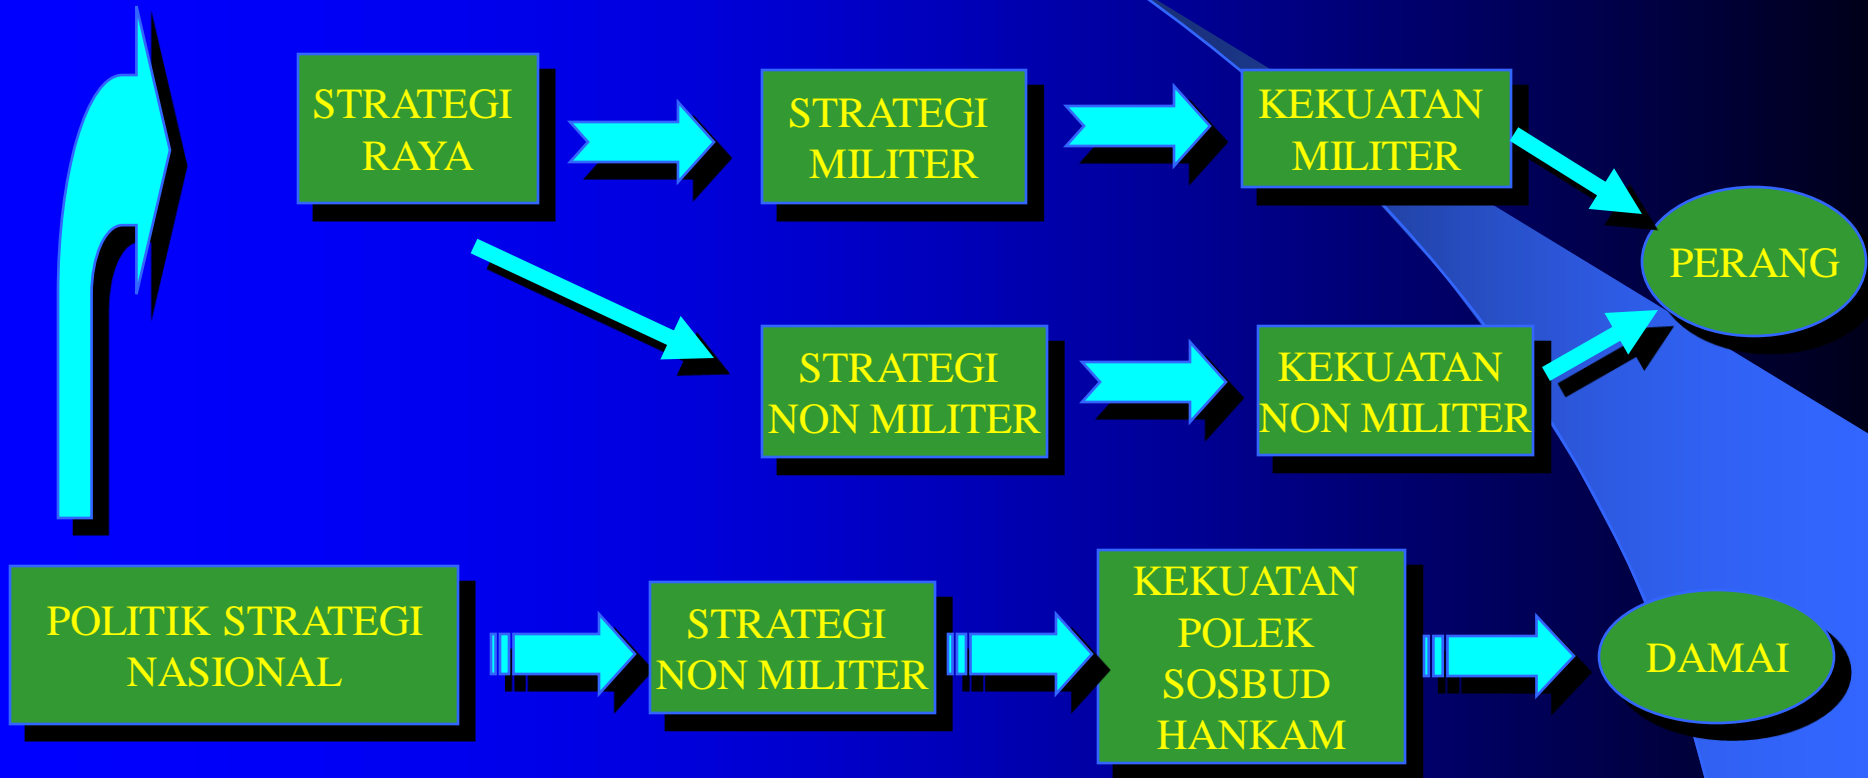 STRATEGI
RAYA
STRATEGI
MILITER
KEKUATAN
MILITER
PERANG
STRATEGI
NON MILITER
KEKUATAN
NON MILITER
POLITIK STRATEGI
NASIONAL
STRATEGI
NON MILITER
KEKUATAN
POLEK
SOSBUD
HANKAM
DAMAI